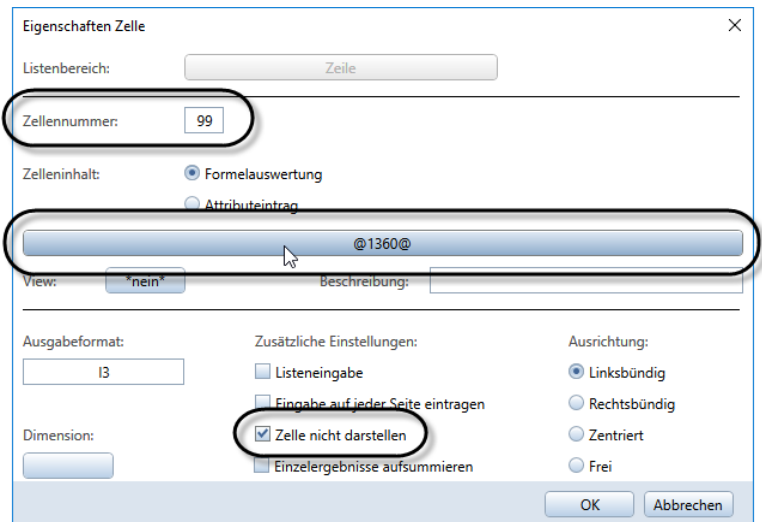 Eigenschaften Zelle
Listenbereich: Zeile
Zellennummer: 99
Zelleninhalt: Formelauswertung
Attributeintrag
@1360@
View: *nein* Beschreibung:
Ausgabeformat: Zusätzliche Einstellungen: Ausrichtung:
I3 Listeneingabe Linksbündig
Eingabe auf jeder Seite eintragen Rechtsbündig
Dimension: Zelle nicht darstellen Zentriert
Einzelergebnisse aufsummieren Frei
OK Abbrechen